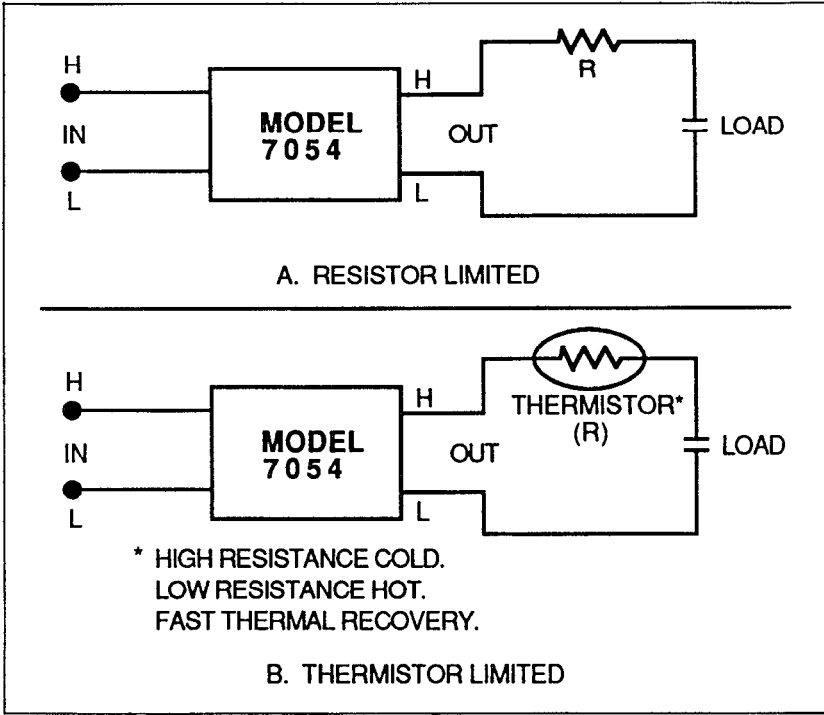 H
IN
L
MODEL
7054
H
OUT
L
R
LOAD
A. RESISTOR LIMITED
H
IN
L
MODEL
7054
H
OUT
L
THERMISTOR*
(R)
LOAD
* HIGH RESISTANCE COLD.
LOW RESISTANCE HOT.
FAST THERMAL RECOVERY.
B. THERMISTOR LIMITED